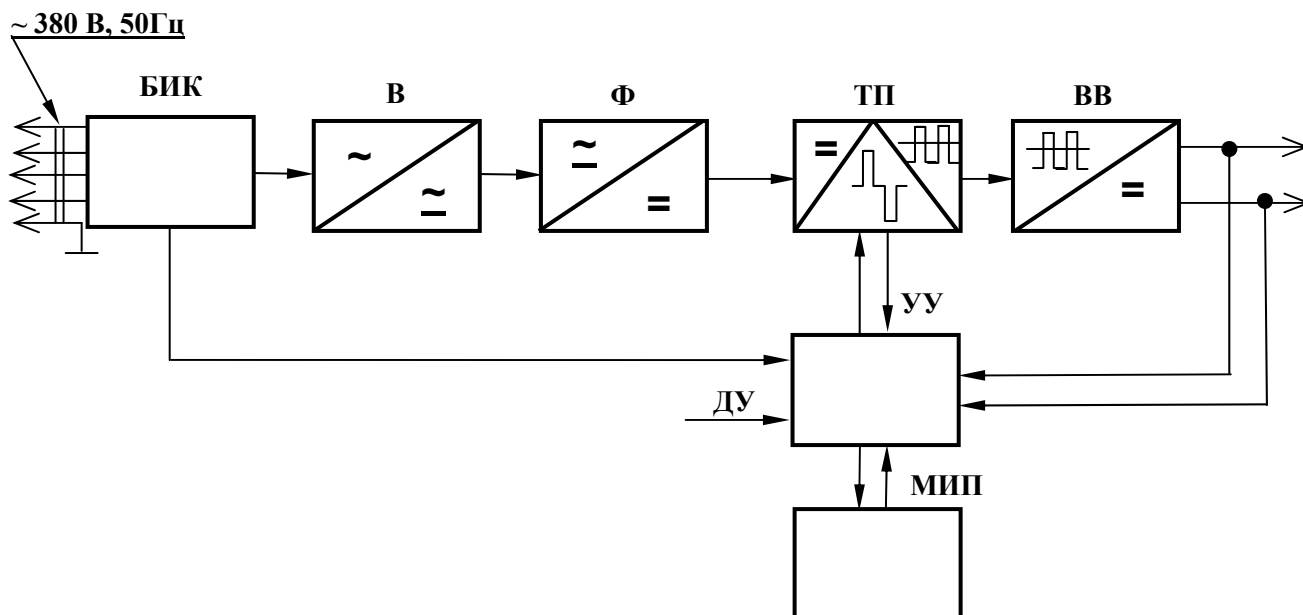 ~ 380 В, 50Гц
БИК
В
Ф
ТП
ВВ
~
≃
≃
=
=
=
УУ
ДУ
МИП